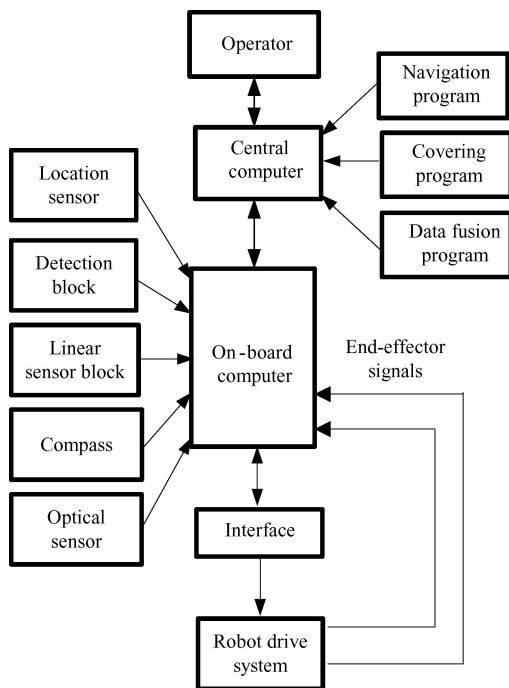 Operator
Navigation
program
Central
computer
Covering
program
Location
sensor
Data fusion
program
Detection
block
Linear
sensor block
On-board
computer
End-effector
signals
Compass
Optical
sensor
Interface
Robot drive
system